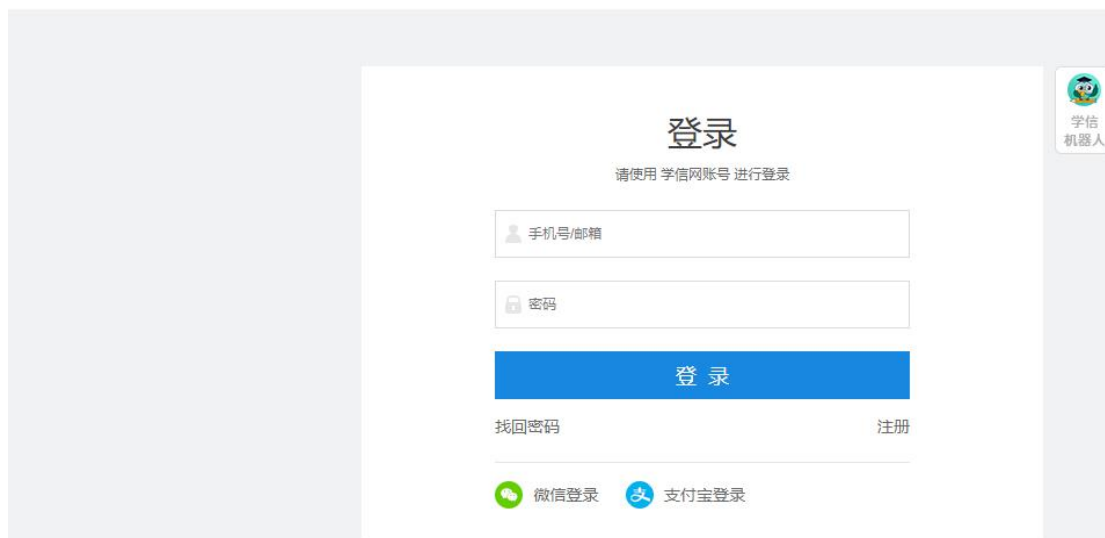 登录
请使用 学信网账号 进行登录
手机号/邮箱
密码
登 录
找回密码 注册
微信登录 支付宝登录
学信
机器人